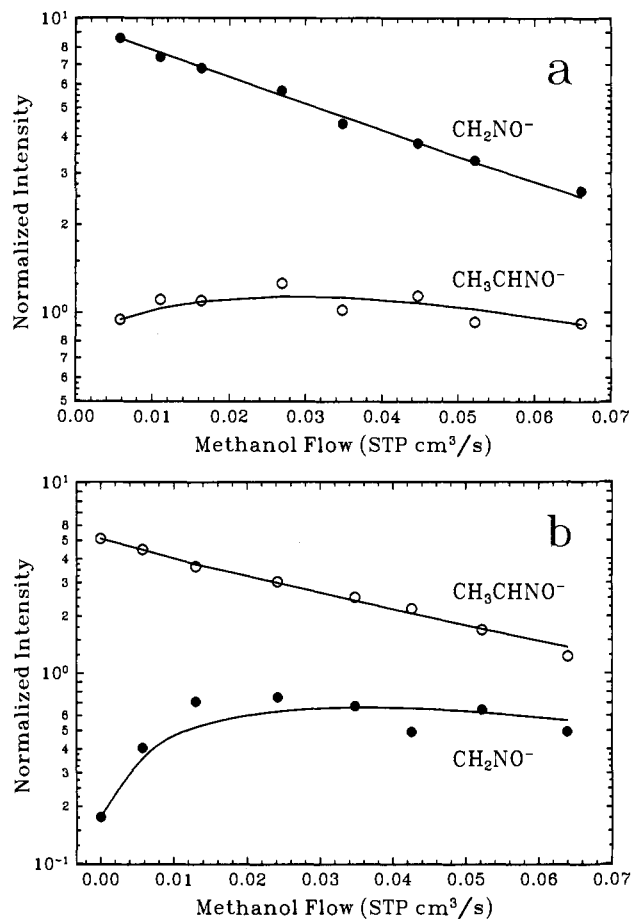 a
10¹
8
7
6
5
4
3
2
10⁰
8
7
6
5
CH₂NO⁻
CH₃CHNO⁻
Normalized Intensity
0.00 0.01 0.02 0.03 0.04 0.05 0.06 0.07
Methanol Flow (STP cm³/s)
b
10¹
8
6
5
4
3
2
10⁰
8
6
5
4
3
2
10⁻¹
CH₃CHNO⁻
CH₂NO⁻
Normalized Intensity
0.00 0.01 0.02 0.03 0.04 0.05 0.06 0.07
Methanol Flow (STP cm³/s)